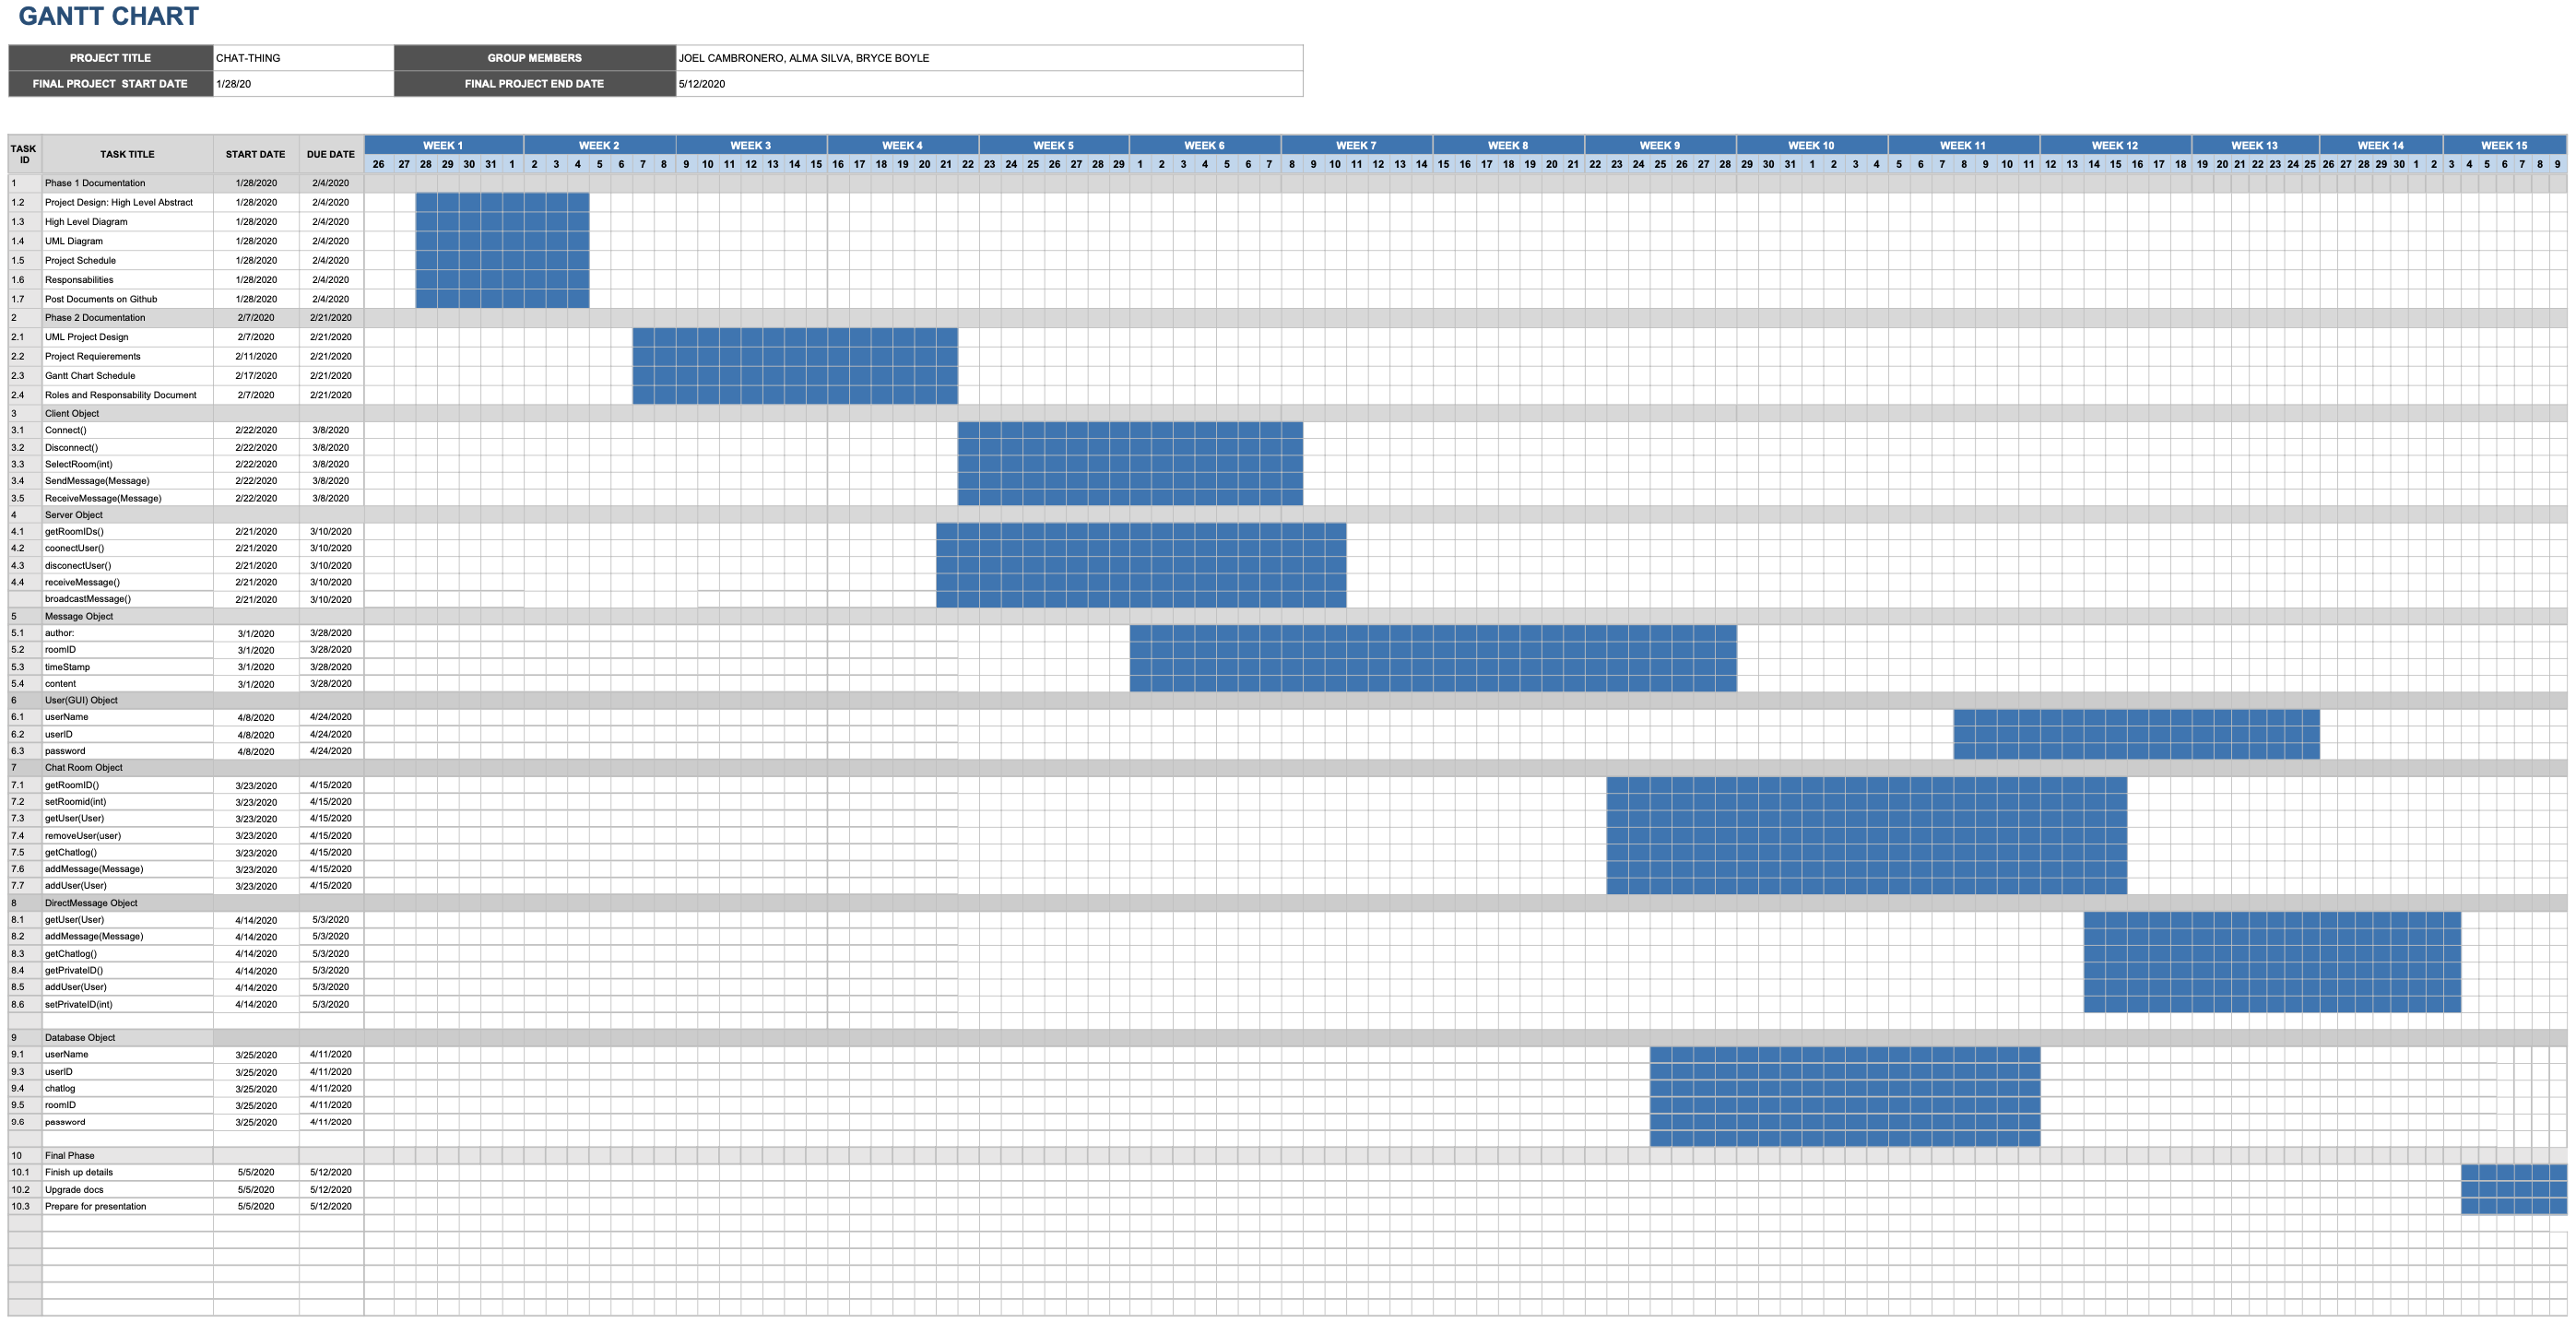 GANTT CHART
PROJECT TITLE CHAT-THING GROUP MEMBERS JOEL CAMBRONERO, ALMA SILVA, BRYCE BOYLE
FINAL PROJECT START DATE 1/28/20 FINAL PROJECT END DATE 5/12/2020
TASK ID TASK TITLE START DATE DUE DATE WEEK 1 WEEK 2 WEEK 3 WEEK 4 WEEK 5 WEEK 6 WEEK 7 WEEK 8 WEEK 9 WEEK 10 WEEK 11 WEEK 12 WEEK 13 WEEK 14 WEEK 15
26 27 28 29 30 31 1 2 3 4 5 6 7 8 9 10 11 12 13 14 15 16 17 18 19 20 21 22 23 24 25 26 27 28 29 1 2 3 4 5 6 7 8 9 10 11 12 13 14 15 16 17 18 19 20 21 22 23 24 25 26 27 28 29 30 31 1 2 3 4 5 6 7 8 9 10 11 12 13 14 15 16 17 18 19 20 21 22 23 24 25 26 27 28 29 30 1 2 3 4 5 6 7 8 9
1 Phase 1 Documentation 1/28/2020 2/4/2020
1.2 Project Design: High Level Abstract 1/28/2020 2/4/2020
1.3 High Level Diagram 1/28/2020 2/4/2020
1.4 UML Diagram 1/28/2020 2/4/2020
1.5 Project Schedule 1/28/2020 2/4/2020
1.6 Responsabilities 1/28/2020 2/4/2020
1.7 Post Documents on Github 1/28/2020 2/4/2020
2 Phase 2 Documentation 2/7/2020 2/21/2020
2.1 UML Project Design 2/7/2020 2/21/2020
2.2 Project Requierements 2/11/2020 2/21/2020
2.3 Gantt Chart Schedule 2/17/2020 2/21/2020
2.4 Roles and Responsability Document 2/7/2020 2/21/2020
3 Client Object
3.1 Connect() 2/22/2020 3/8/2020
3.2 Disconnect() 2/22/2020 3/8/2020
3.3 SelectRoom(int) 2/22/2020 3/8/2020
3.4 SendMessage(Message) 2/22/2020 3/8/2020
3.5 ReceiveMessage(Message) 2/22/2020 3/8/2020
4 Server Object
4.1 getRoomIDs() 2/21/2020 3/10/2020
4.2 coonectUser() 2/21/2020 3/10/2020
4.3 disconectUser() 2/21/2020 3/10/2020
4.4 receiveMessage() 2/21/2020 3/10/2020
broadcastMessage() 2/21/2020 3/10/2020
5 Message Object
5.1 author: 3/1/2020 3/28/2020
5.2 roomID 3/1/2020 3/28/2020
5.3 timeStamp 3/1/2020 3/28/2020
5.4 content 3/1/2020 3/28/2020
6 User(GUI) Object
6.1 userName 4/8/2020 4/24/2020
6.2 userID 4/8/2020 4/24/2020
6.3 password 4/8/2020 4/24/2020
7 Chat Room Object
7.1 getRoomID() 3/23/2020 4/15/2020
7.2 setRoomid(int) 3/23/2020 4/15/2020
7.3 getUser(User) 3/23/2020 4/15/2020
7.4 removeUser(user) 3/23/2020 4/15/2020
7.5 getChatlog() 3/23/2020 4/15/2020
7.6 addMessage(Message) 3/23/2020 4/15/2020
7.7 addUser(User) 3/23/2020 4/15/2020
8 DirectMessage Object
8.1 getUser(User) 4/14/2020 5/3/2020
8.2 addMessage(Message) 4/14/2020 5/3/2020
8.3 getChatlog() 4/14/2020 5/3/2020
8.4 getPrivateID() 4/14/2020 5/3/2020
8.5 addUser(User) 4/14/2020 5/3/2020
8.6 setPrivateID(int) 4/14/2020 5/3/2020
9 Database Object
9.1 userName 3/25/2020 4/11/2020
9.3 userID 3/25/2020 4/11/2020
9.4 chatlog 3/25/2020 4/11/2020
9.5 roomID 3/25/2020 4/11/2020
9.6 password 3/25/2020 4/11/2020
10 Final Phase
10.1 Finish up details 5/5/2020 5/12/2020
10.2 Upgrade docs 5/5/2020 5/12/2020
10.3 Prepare for presentation 5/5/2020 5/12/2020